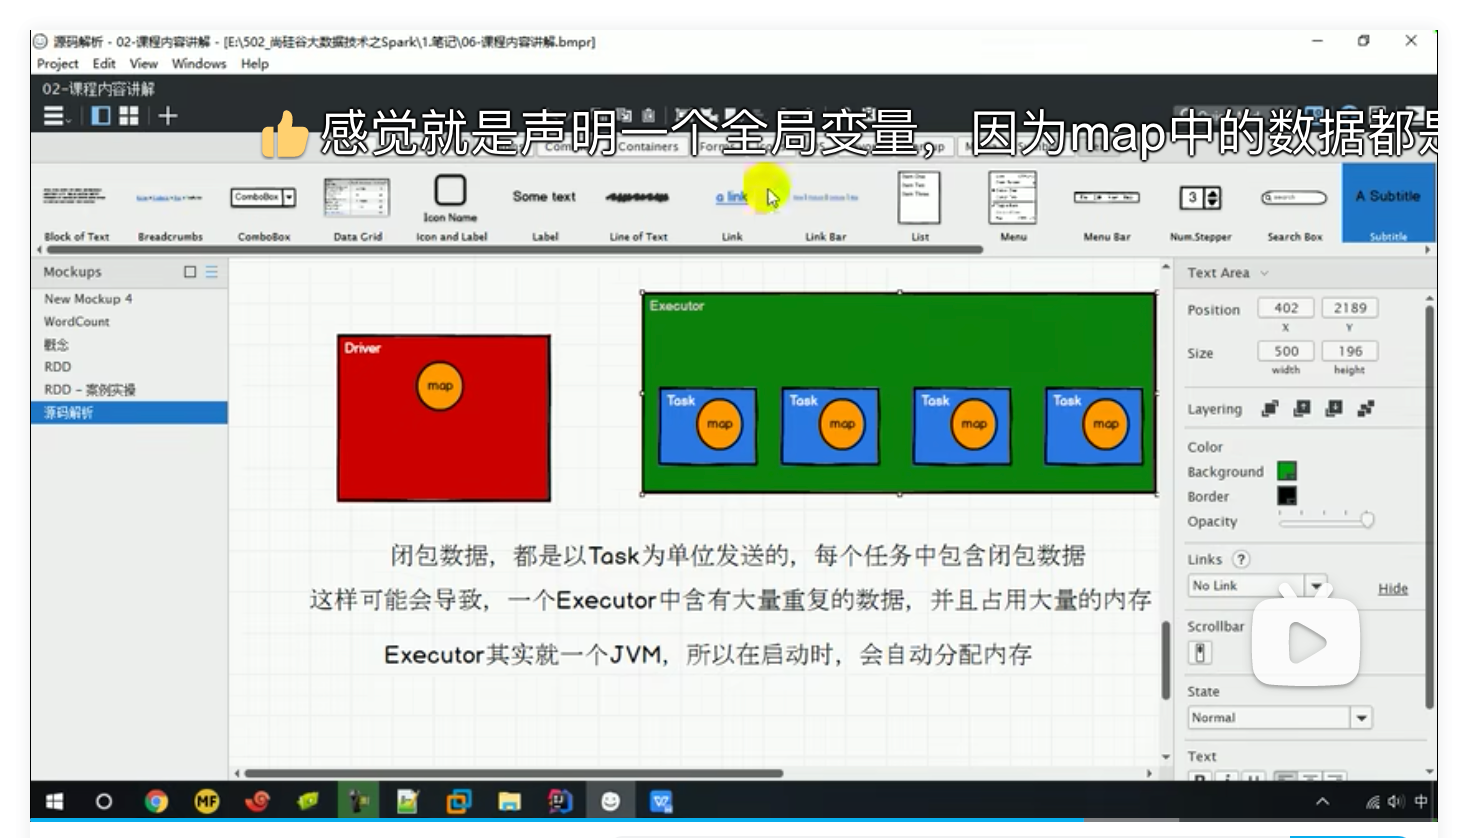 源码解析 - 02-课程内容讲解 - [E:\502_尚硅谷大数据技术之Spark\1.笔记\06-课程内容讲解.bmpr]
Project Edit View Windows Help
02-课程内容讲解
感觉就是声明一个全局变量，因为map中的数据都是
Containers
ComboBox
Some text
a link
3
search
A Subtitle
Icon Name
Block of Text Breadcrumbs ComboBox Data Grid Icon and Label Label Line of Text Link Link Bar List Menu Menu Bar Num.Stepper Search Box Subtitle
Mockups
New Mockup 4
WordCount
概念
RDD
RDD - 案例实操
源码解析
Driver
map
Executor
Task Task Task Task
map map map map
闭包数据，都是以Task为单位发送的，每个任务中包含闭包数据
这样可能会导致，一个Executor中含有大量重复的数据，并且占用大量的内存
Executor其实就一个JVM，所以在启动时，会自动分配内存
Text Area
Position 402 2189
X Y
Size 500 196
width height
Layering
Color
Background
Border
Opacity
Links ?
No Link Hide
Scrollbar
State
Normal
Text
MF
中